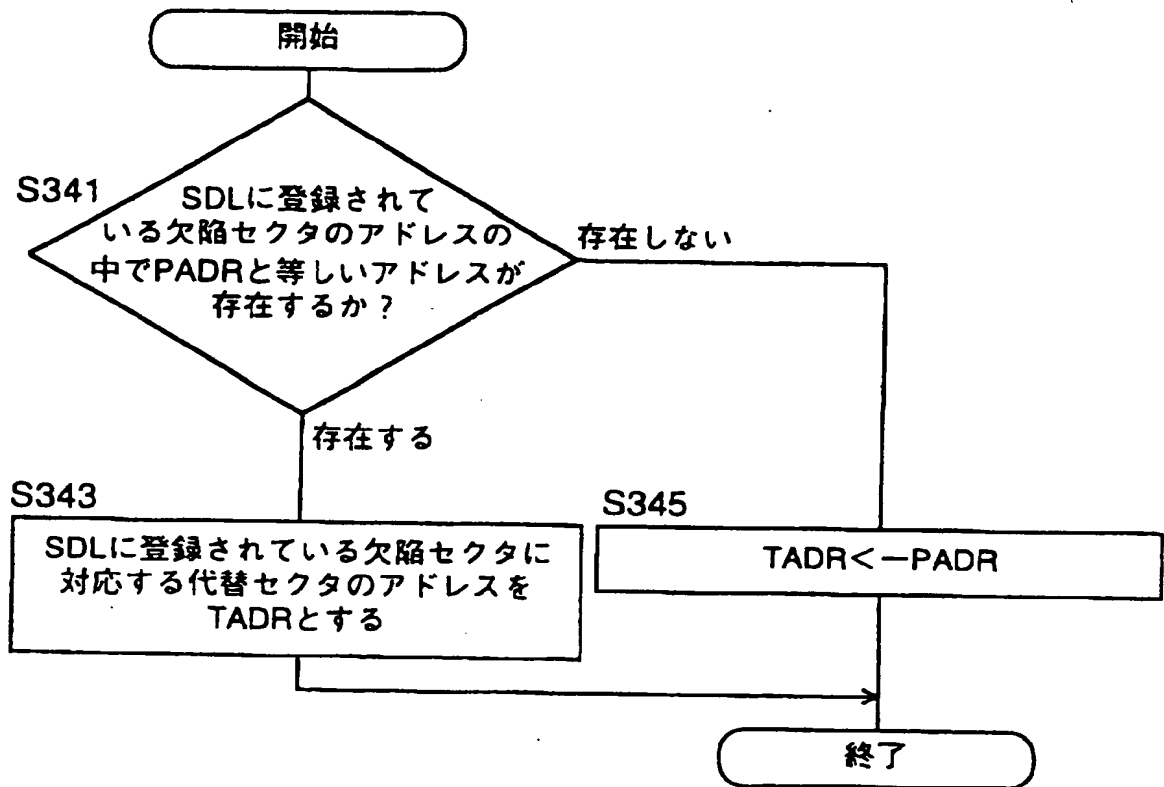 開始
S341
SDLに登録されて
いる欠陥セクタのアドレスの
中でPADRと等しいアドレスが
存在するか?
存在しない
存在する
S343
SDLに登録されている欠陥セクタに
対応する代替セクタのアドレスを
TADRとする
S345
TADR<ーPADR
終了